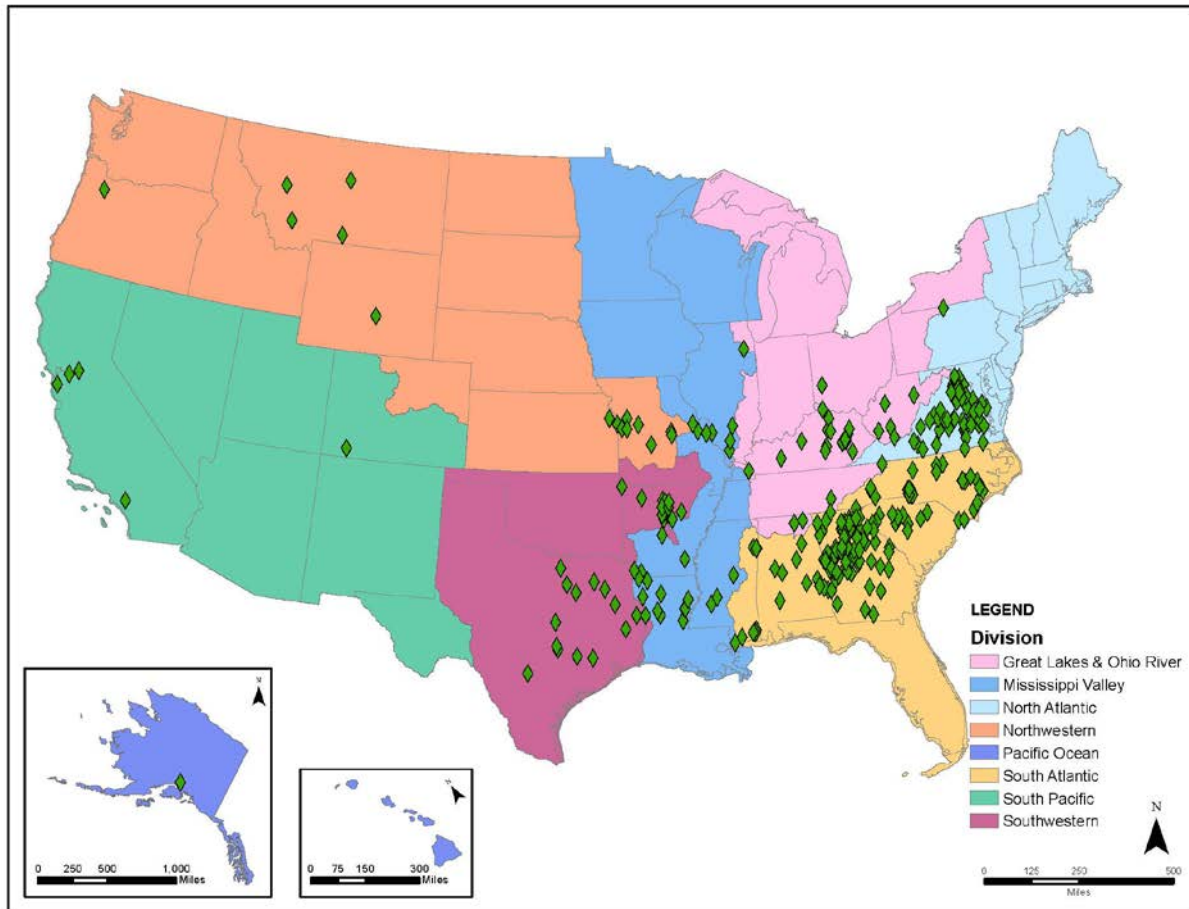 LEGEND
Division
Great Lakes & Ohio River
Mississippi Valley
North Atlantic
Northwestern
Pacific Ocean
South Atlantic
South Pacific
Southwestern
N
0 250 500 1,000
Miles
0 75 150 300
Miles
N
0 125 250 500
Miles